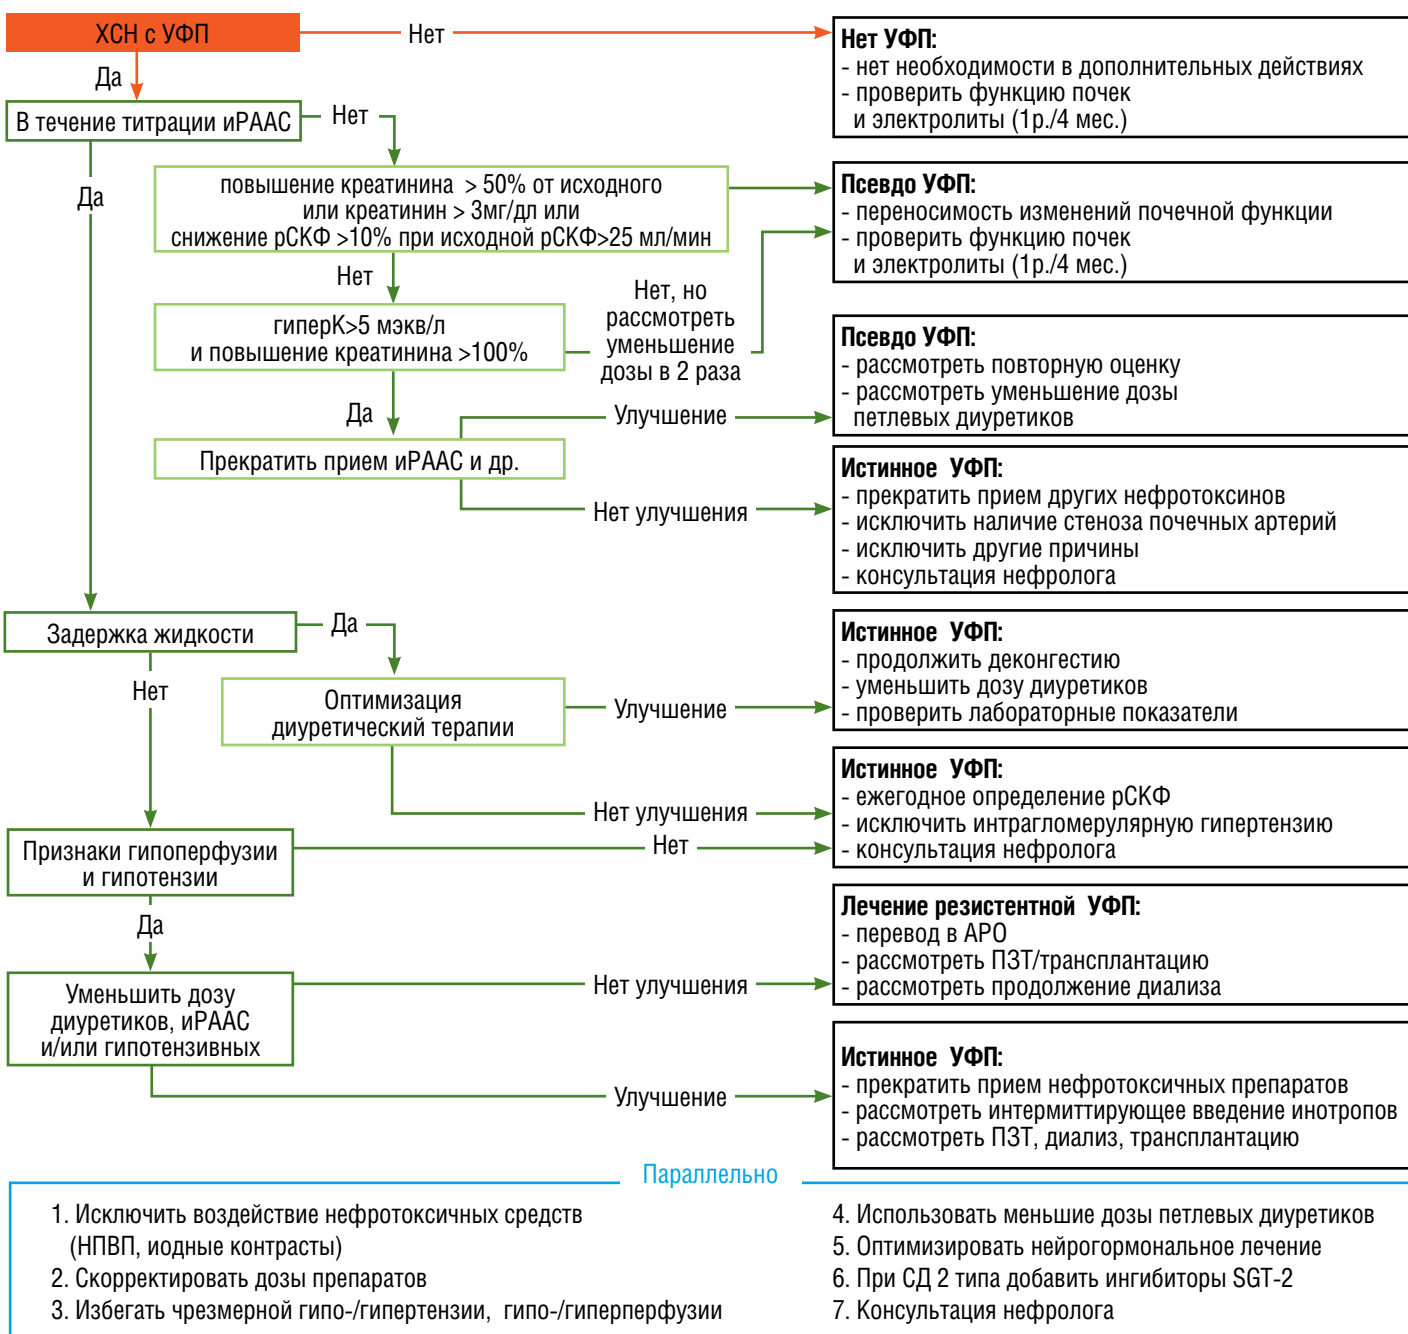 ХСН с УФП
Нет
Нет УФП:
- нет необходимости в дополнительных действиях
- проверить функцию почек
и электролиты (1р./4 мес.)
Да
В течение титрации иРААС
Нет
Да
повышение креатинина > 50% от исходного
или креатинин > 3мг/дл или
снижение рСКФ >10% при исходной рСКФ>25 мл/мин
Псевдо УФП:
- переносимость изменений почечной функции
- проверить функцию почек
и электролиты (1р./4 мес.)
Нет
гиперК>5 мэкв/л
и повышение креатинина >100%
Нет, но
рассмотреть
уменьшение
дозы в 2 раза
Псевдо УФП:
- рассмотреть повторную оценку
- рассмотреть уменьшение дозы
петлевых диуретиков
Да
Улучшение
Прекратить прием иРААС и др.
Нет улучшения
Истинное УФП:
- прекратить прием других нефротоксинов
- исключить наличие стеноза почечных артерий
- исключить другие причины
- консультация нефролога
Задержка жидкости
Да
Нет
Оптимизация
диуретический терапии
Улучшение
Истинное УФП:
- продолжить деконгестию
- уменьшить дозу диуретиков
- проверить лабораторные показатели
Нет улучшения
Истинное УФП:
- ежегодное определение рСКФ
- исключить интрагломерулярную гипертензию
- консультация нефролога
Признаки гипоперфузии
и гипотензии
Нет
Да
Лечение резистентной УФП:
- перевод в АРО
- рассмотреть ПЗТ/трансплантацию
- рассмотреть продолжение диализа
Уменьшить дозу
диуретиков, иРААС
и/или гипотензивных
Нет улучшения
Улучшение
Истинное УФП:
- прекратить прием нефротоксичных препаратов
- рассмотреть интермиттирующее введение инотропов
- рассмотреть ПЗТ, диализ, трансплантацию
Параллельно
1. Исключить воздействие нефротоксичных средств
(НПВП, иодные контрасты)
2. Скорректировать дозы препаратов
3. Избегать чрезмерной гипо-/гипертензии, гипо-/гиперперфузии
4. Использовать меньшие дозы петлевых диуретиков
5. Оптимизировать нейрогормональное лечение
6. При СД 2 типа добавить ингибиторы SGT-2
7. Консультация нефролога